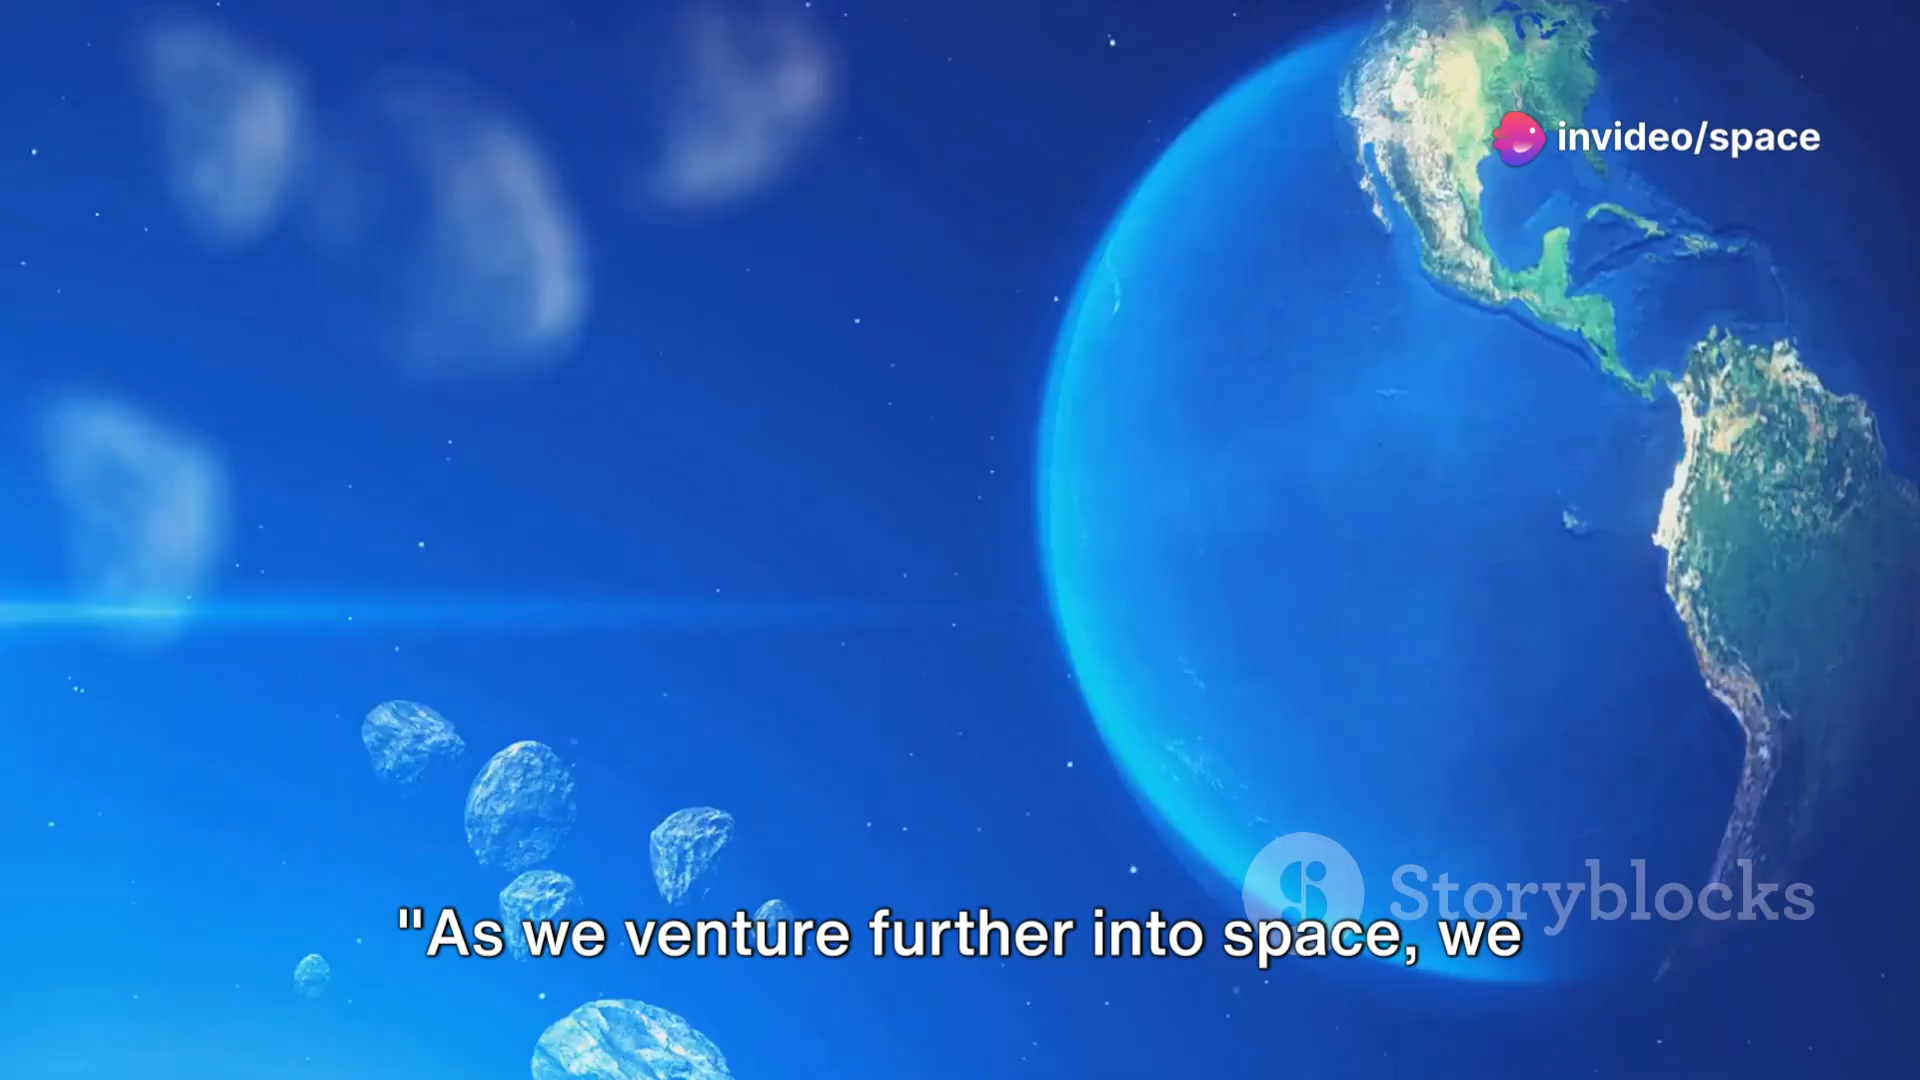 invideo/space
Storyblocks
"As we venture further into space, we